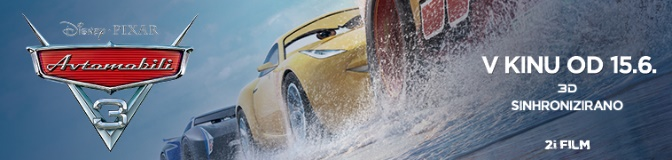 Disney · PIXAR
Avtomobili
3
V KINU OD 15.6.
3D
SINHRONIZIRANO
2i FILM